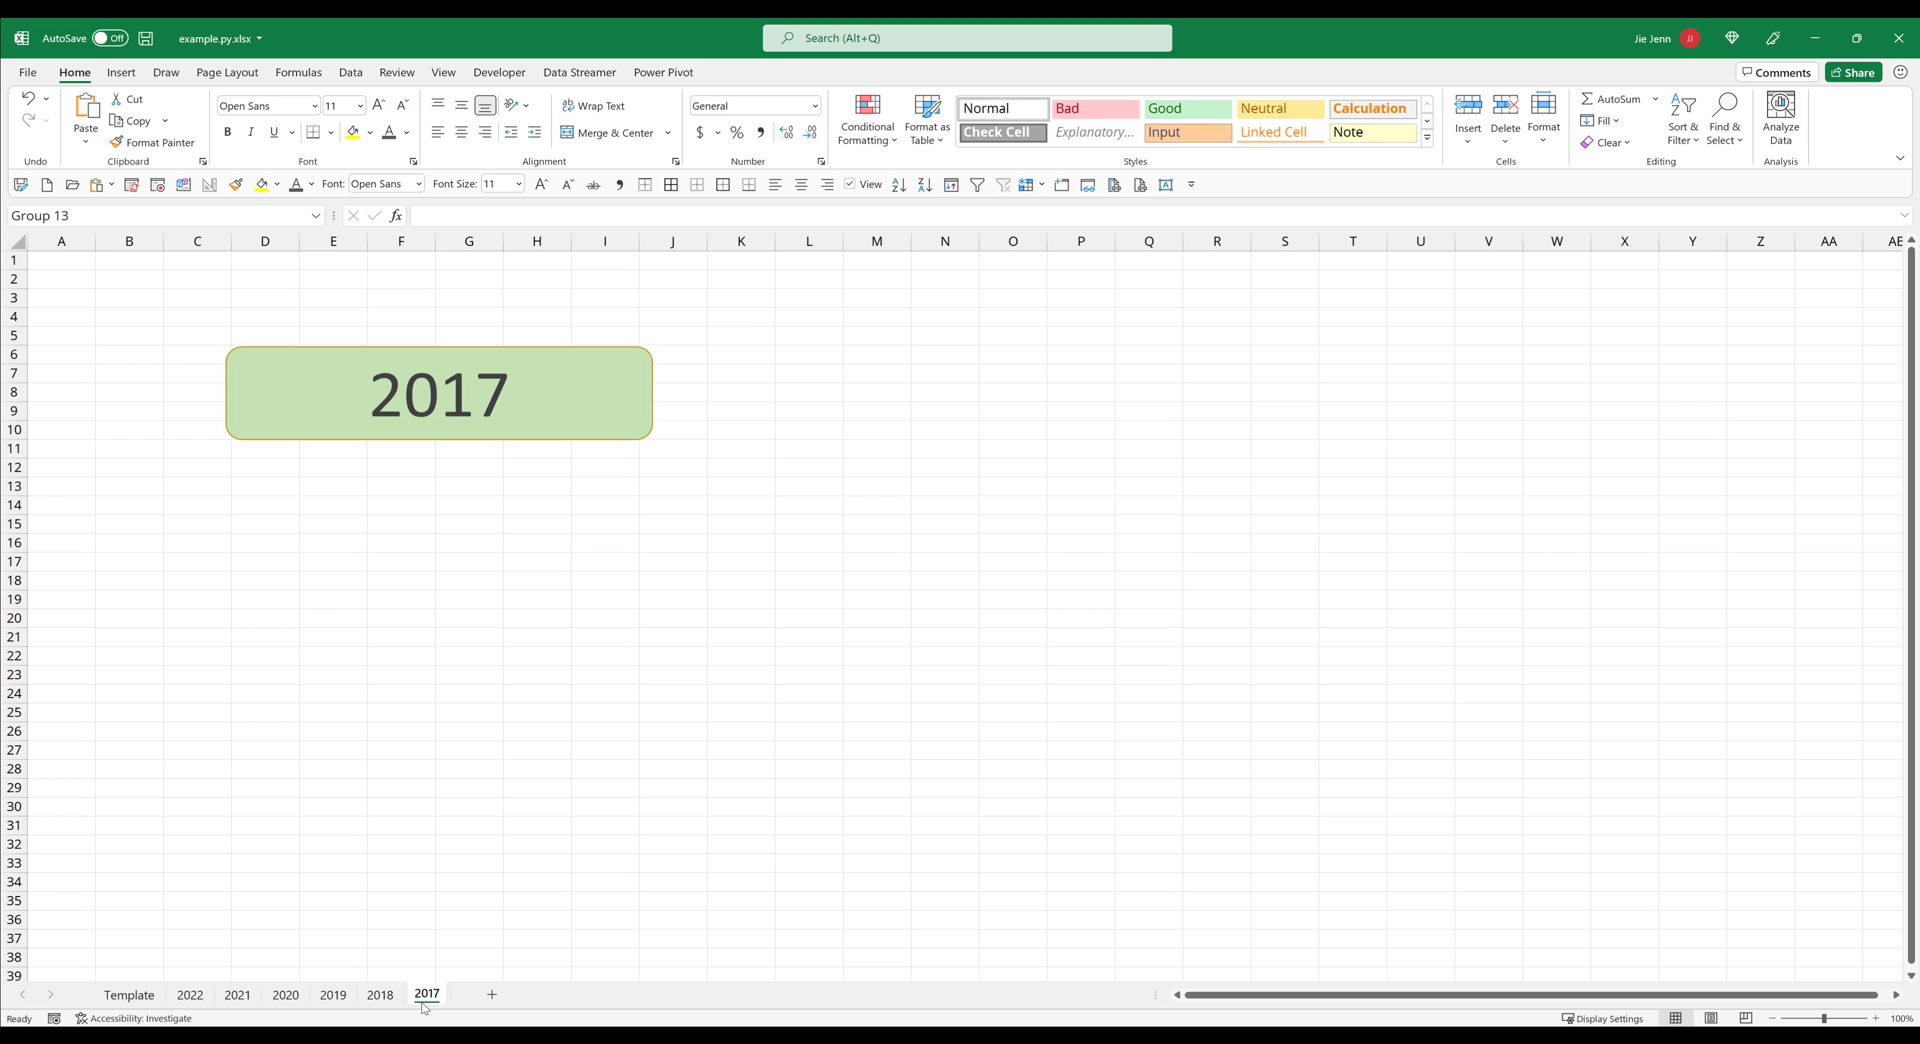 AutoSave Off example.py.xlsx Search (Alt+Q) Jie Jenn JJ
File Home Insert Draw Page Layout Formulas Data Review View Developer Data Streamer Power Pivot Comments Share
Paste Cut Copy Format Painter
Open Sans 11 B I U
Wrap Text Merge & Center
General $ %
Conditional Formatting Format as Table
Normal Bad Good Neutral Calculation
Check Cell Explanatory... Input Linked Cell Note
Insert Delete Format
AutoSum Fill Clear Sort & Filter Find & Select
Analyze Data
Undo Clipboard Font Alignment Number Styles Cells Editing Analysis
Font: Open Sans Font Size: 11 View
Group 13 fx
A B C D E F G H I J K L M N O P Q R S T U V W X Y Z AA
1
2
3
4
5
6
7
8
9
10
2017
11
12
13
14
15
16
17
18
19
20
21
22
23
24
25
26
27
28
29
30
31
32
33
34
35
36
37
38
39
Template 2022 2021 2020 2019 2018 2017
Ready Accessibility: Investigate Display Settings 100%